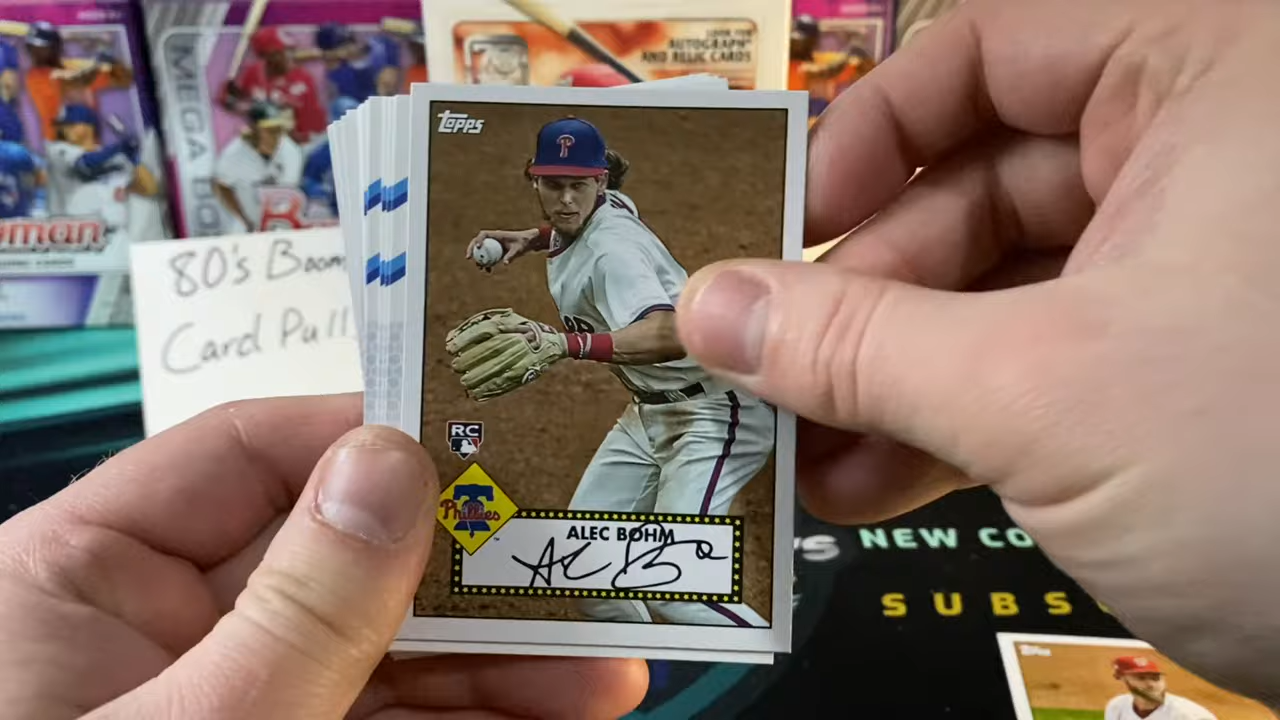 LOOK FOR
AUTOGRAPH
AND RELIC CARDS
MEGA
80's Boom
Card Pull
Topps
P
RC
Phillies
ALEC BOHM
NEW CO
SUBS
Topps